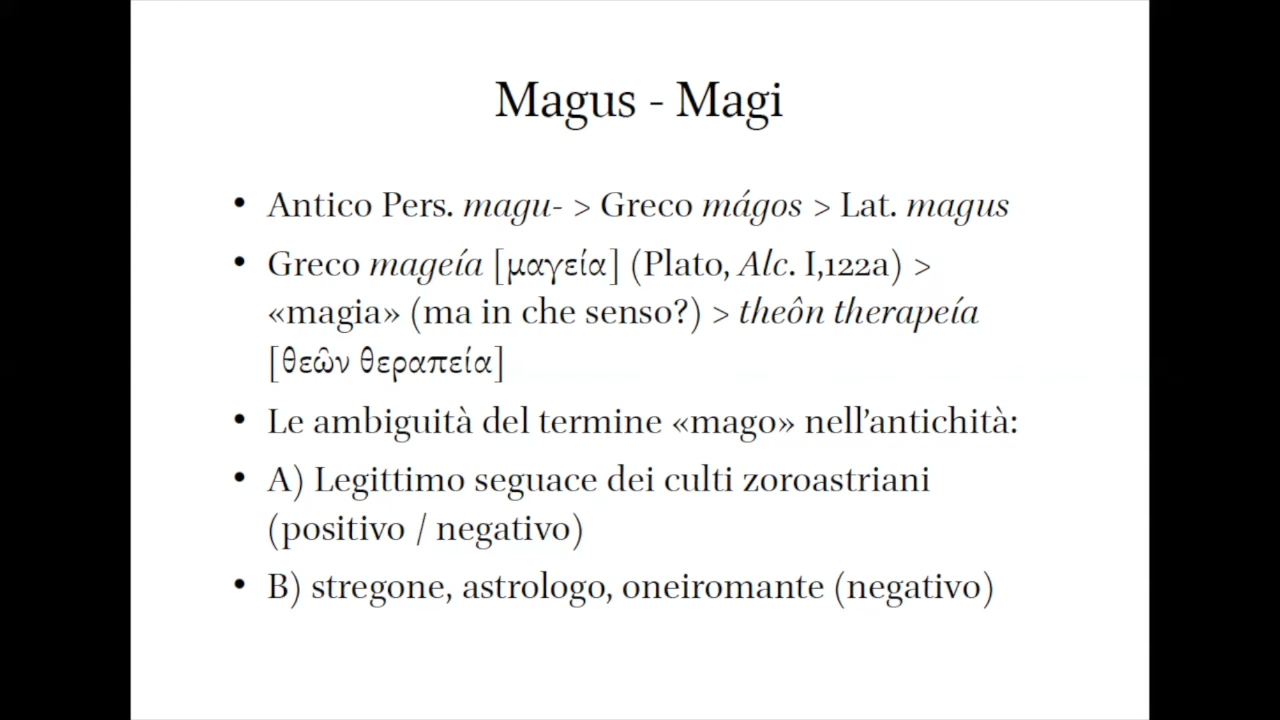 Magus - Magi
• Antico Pers. magu- > Greco mágos > Lat. magus
• Greco mageía [μαγεία] (Plato, Alc. I,122a) >
«magia» (ma in che senso?) > theôn therapeía
[θεῶν θεραπεία]
• Le ambiguità del termine «mago» nell’antichità:
• A) Legittimo seguace dei culti zoroastriani
(positivo / negativo)
• B) stregone, astrologo, oneiromante (negativo)